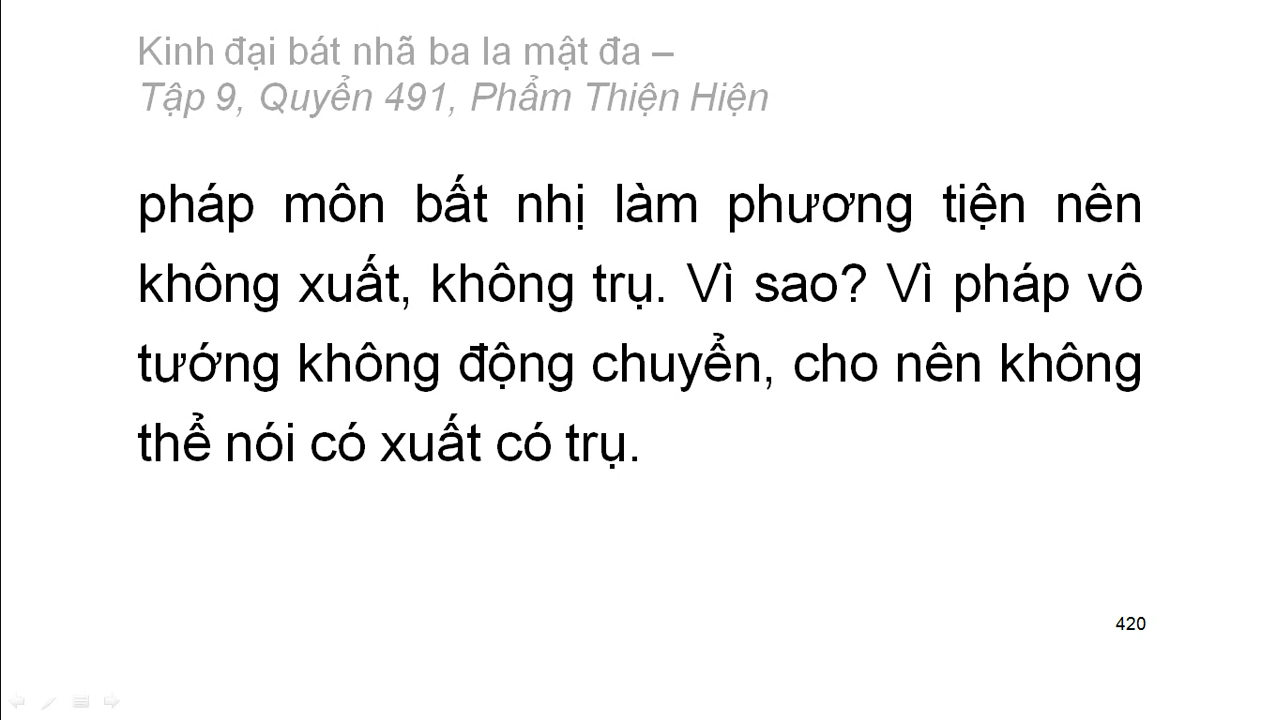 Kinh đại bát nhã ba la mật đa –
Tập 9, Quyển 491, Phẩm Thiện Hiện
pháp môn bất nhị làm phương tiện nên
không xuất, không trụ. Vì sao? Vì pháp vô
tướng không động chuyển, cho nên không
thể nói có xuất có trụ.
420